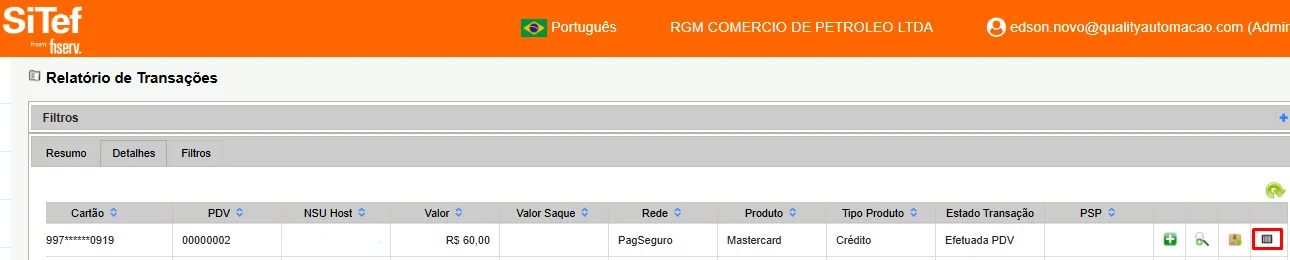 SiTef
from fiserv.
Português
RGM COMERCIO DE PETROLEO LTDA
edson.novo@qualityautomacao.com (Admin
Relatório de Transações
Filtros
Resumo Detalhes Filtros
Cartão PDV NSU Host Valor Valor Saque Rede Produto Tipo Produto Estado Transação PSP
997******0919 00000002 R$ 60,00 PagSeguro Mastercard Crédito Efetuada PDV